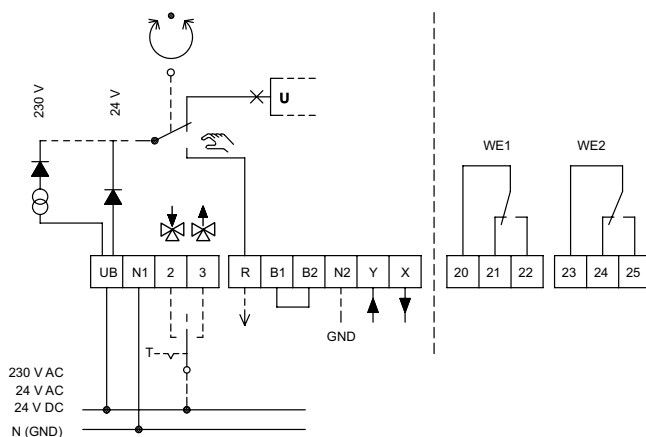 230 V
24 V
U
WE1
WE2
UB N1 2 3 R B1 B2 N2 Y X 20 21 22 23 24 25
GND
T
230 V AC
24 V AC
24 V DC
N (GND)